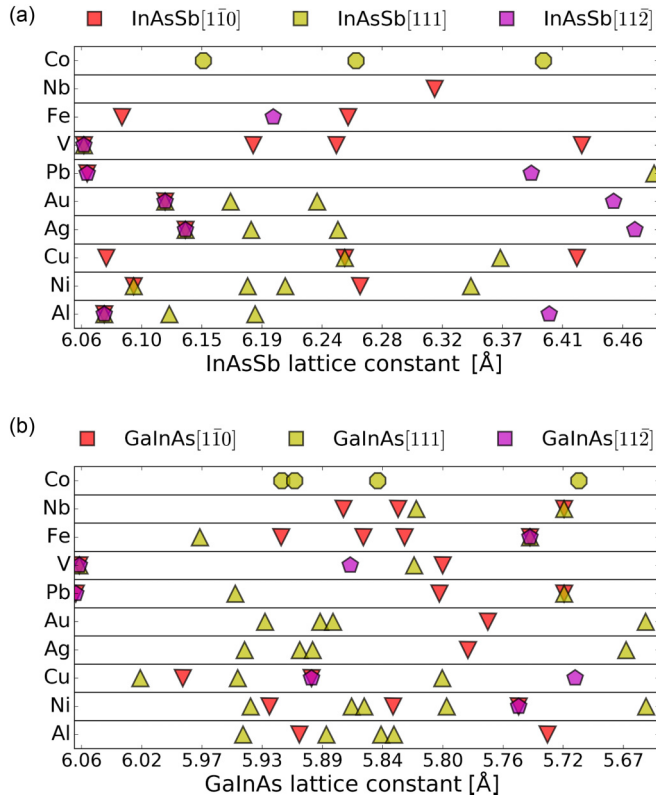 (a)
InAsSb[11̄0] InAsSb[111] InAsSb[112̄]
Co
Nb
Fe
V
Pb
Au
Ag
Cu
Ni
Al
6.06 6.10 6.15 6.19 6.24 6.28 6.32 6.37 6.41 6.46
InAsSb lattice constant [Å]
(b)
GaInAs[11̄0] GaInAs[111] GaInAs[112̄]
Co
Nb
Fe
V
Pb
Au
Ag
Cu
Ni
Al
6.06 6.02 5.97 5.93 5.89 5.84 5.80 5.76 5.72 5.67
GaInAs lattice constant [Å]